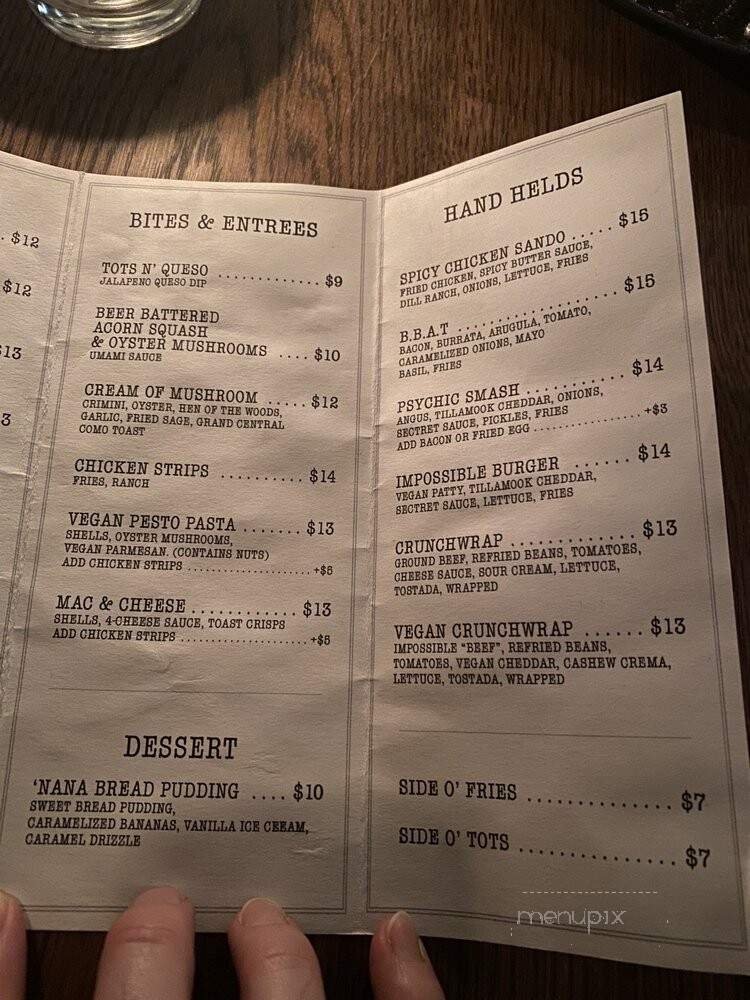 . $12
$12
$13
3
BITES & ENTREES
TOTS N' QUESO ............ $9
JALAPENO QUESO DIP
BEER BATTERED
ACORN SQUASH
& OYSTER MUSHROOMS .... $10
UMAMI SAUCE
CREAM OF MUSHROOM ..... $12
CRIMINI, OYSTER, HEN OF THE WOODS,
GARLIC, FRIED SAGE, GRAND CENTRAL
COMO TOAST
CHICKEN STRIPS .......... $14
FRIES, RANCH
VEGAN PESTO PASTA ....... $13
SHELLS, OYSTER MUSHROOMS,
VEGAN PARMESAN. (CONTAINS NUTS)
ADD CHICKEN STRIPS ..................... +$5
MAC & CHEESE ............ $13
SHELLS, 4-CHEESE SAUCE, TOAST CRISPS
ADD CHICKEN STRIPS ..................... +$5
DESSERT
'NANA BREAD PUDDING .... $10
SWEET BREAD PUDDING,
CARAMELIZED BANANAS, VANILLA ICE CREAM,
CARAMEL DRIZZLE
HAND HELDS
SPICY CHICKEN SANDO ..... $15
FRIED CHICKEN, SPICY BUTTER SAUCE,
DILL RANCH, ONIONS, LETTUCE, FRIES
B.B.A.T .................. $15
BACON, BURRATA, ARUGULA, TOMATO,
CARAMELIZED ONIONS, MAYO
BASIL, FRIES
PSYCHIC SMASH ........... $14
ANGUS, TILLAMOOK CHEDDAR, ONIONS,
SECTRET SAUCE, PICKLES, FRIES
ADD BACON OR FRIED EGG ................. +$3
IMPOSSIBLE BURGER ...... $14
VEGAN PATTY, TILLAMOOK CHEDDAR,
SECTRET SAUCE, LETTUCE, FRIES
CRUNCHWRAP ............. $13
GROUND BEEF, REFRIED BEANS, TOMATOES,
CHEESE SAUCE, SOUR CREAM, LETTUCE,
TOSTADA, WRAPPED
VEGAN CRUNCHWRAP ...... $13
IMPOSSIBLE "BEEF", REFRIED BEANS,
TOMATOES, VEGAN CHEDDAR, CASHEW CREMA,
LETTUCE, TOSTADA, WRAPPED
SIDE O' FRIES ............... $7
SIDE O' TOTS ................ $7
menupix